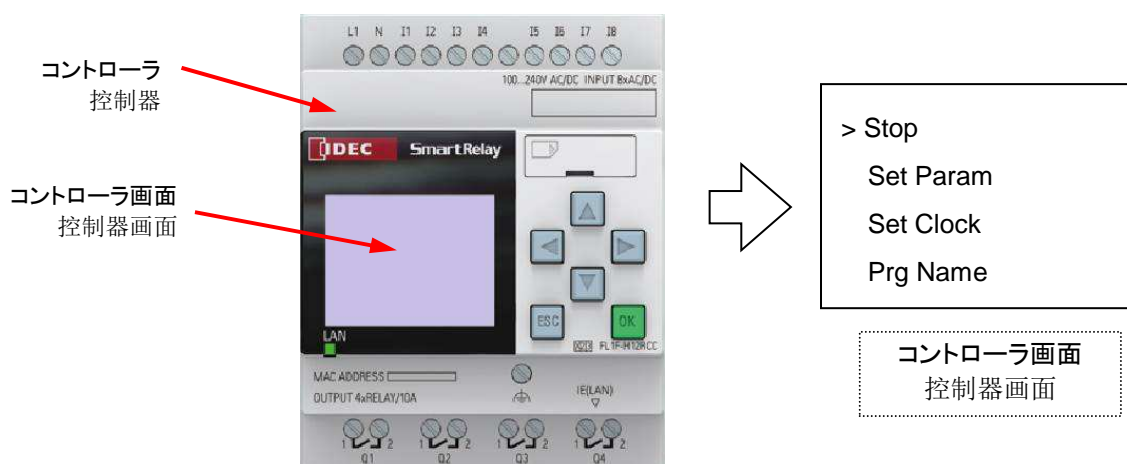 L1 N I1 I2 I3 I4 I5 I6 I7 I8
100...240V AC/DC INPUT 8xAC/DC
コントローラ
控制器
IDEC SmartRelay
コントローラ画面
控制器画面
ESC OK
LAN
FL1F-H12RCC
MAC ADDRESS
OUTPUT 4xRELAY/10A
IE(LAN)
1 2 1 2 1 2 1 2
Q1 Q2 Q3 Q4
> Stop
Set Param
Set Clock
Prg Name
コントローラ画面
控制器画面